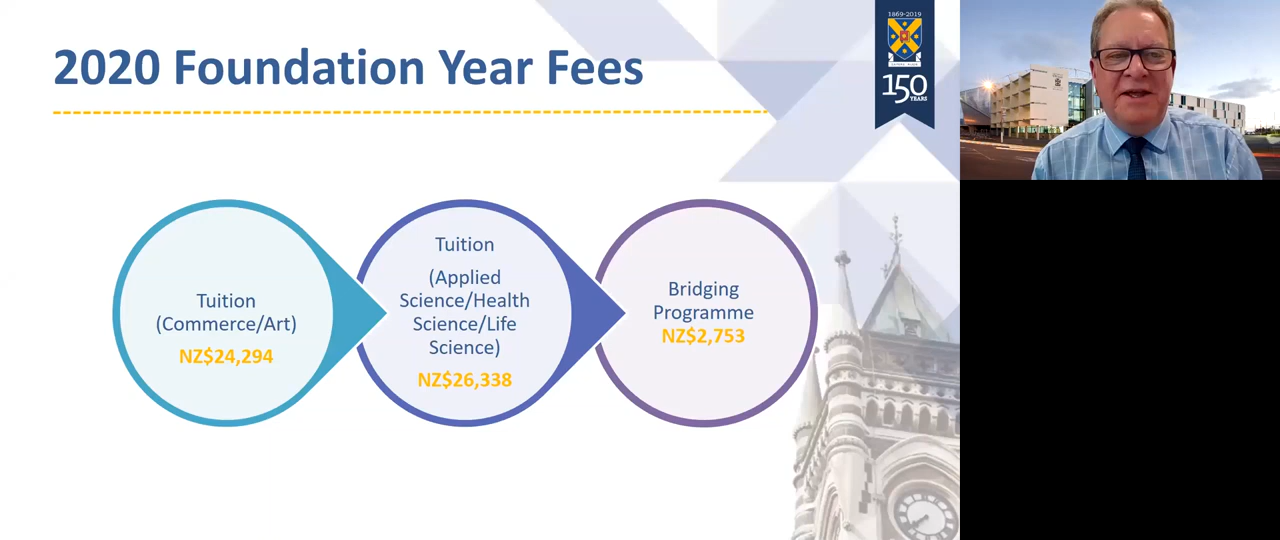 2020 Foundation Year Fees
1869-2019
150
YEARS
Tuition
(Commerce/Art)
NZ$24,294
Tuition
(Applied
Science/Health
Science/Life
Science)
NZ$26,338
Bridging
Programme
NZ$2,753